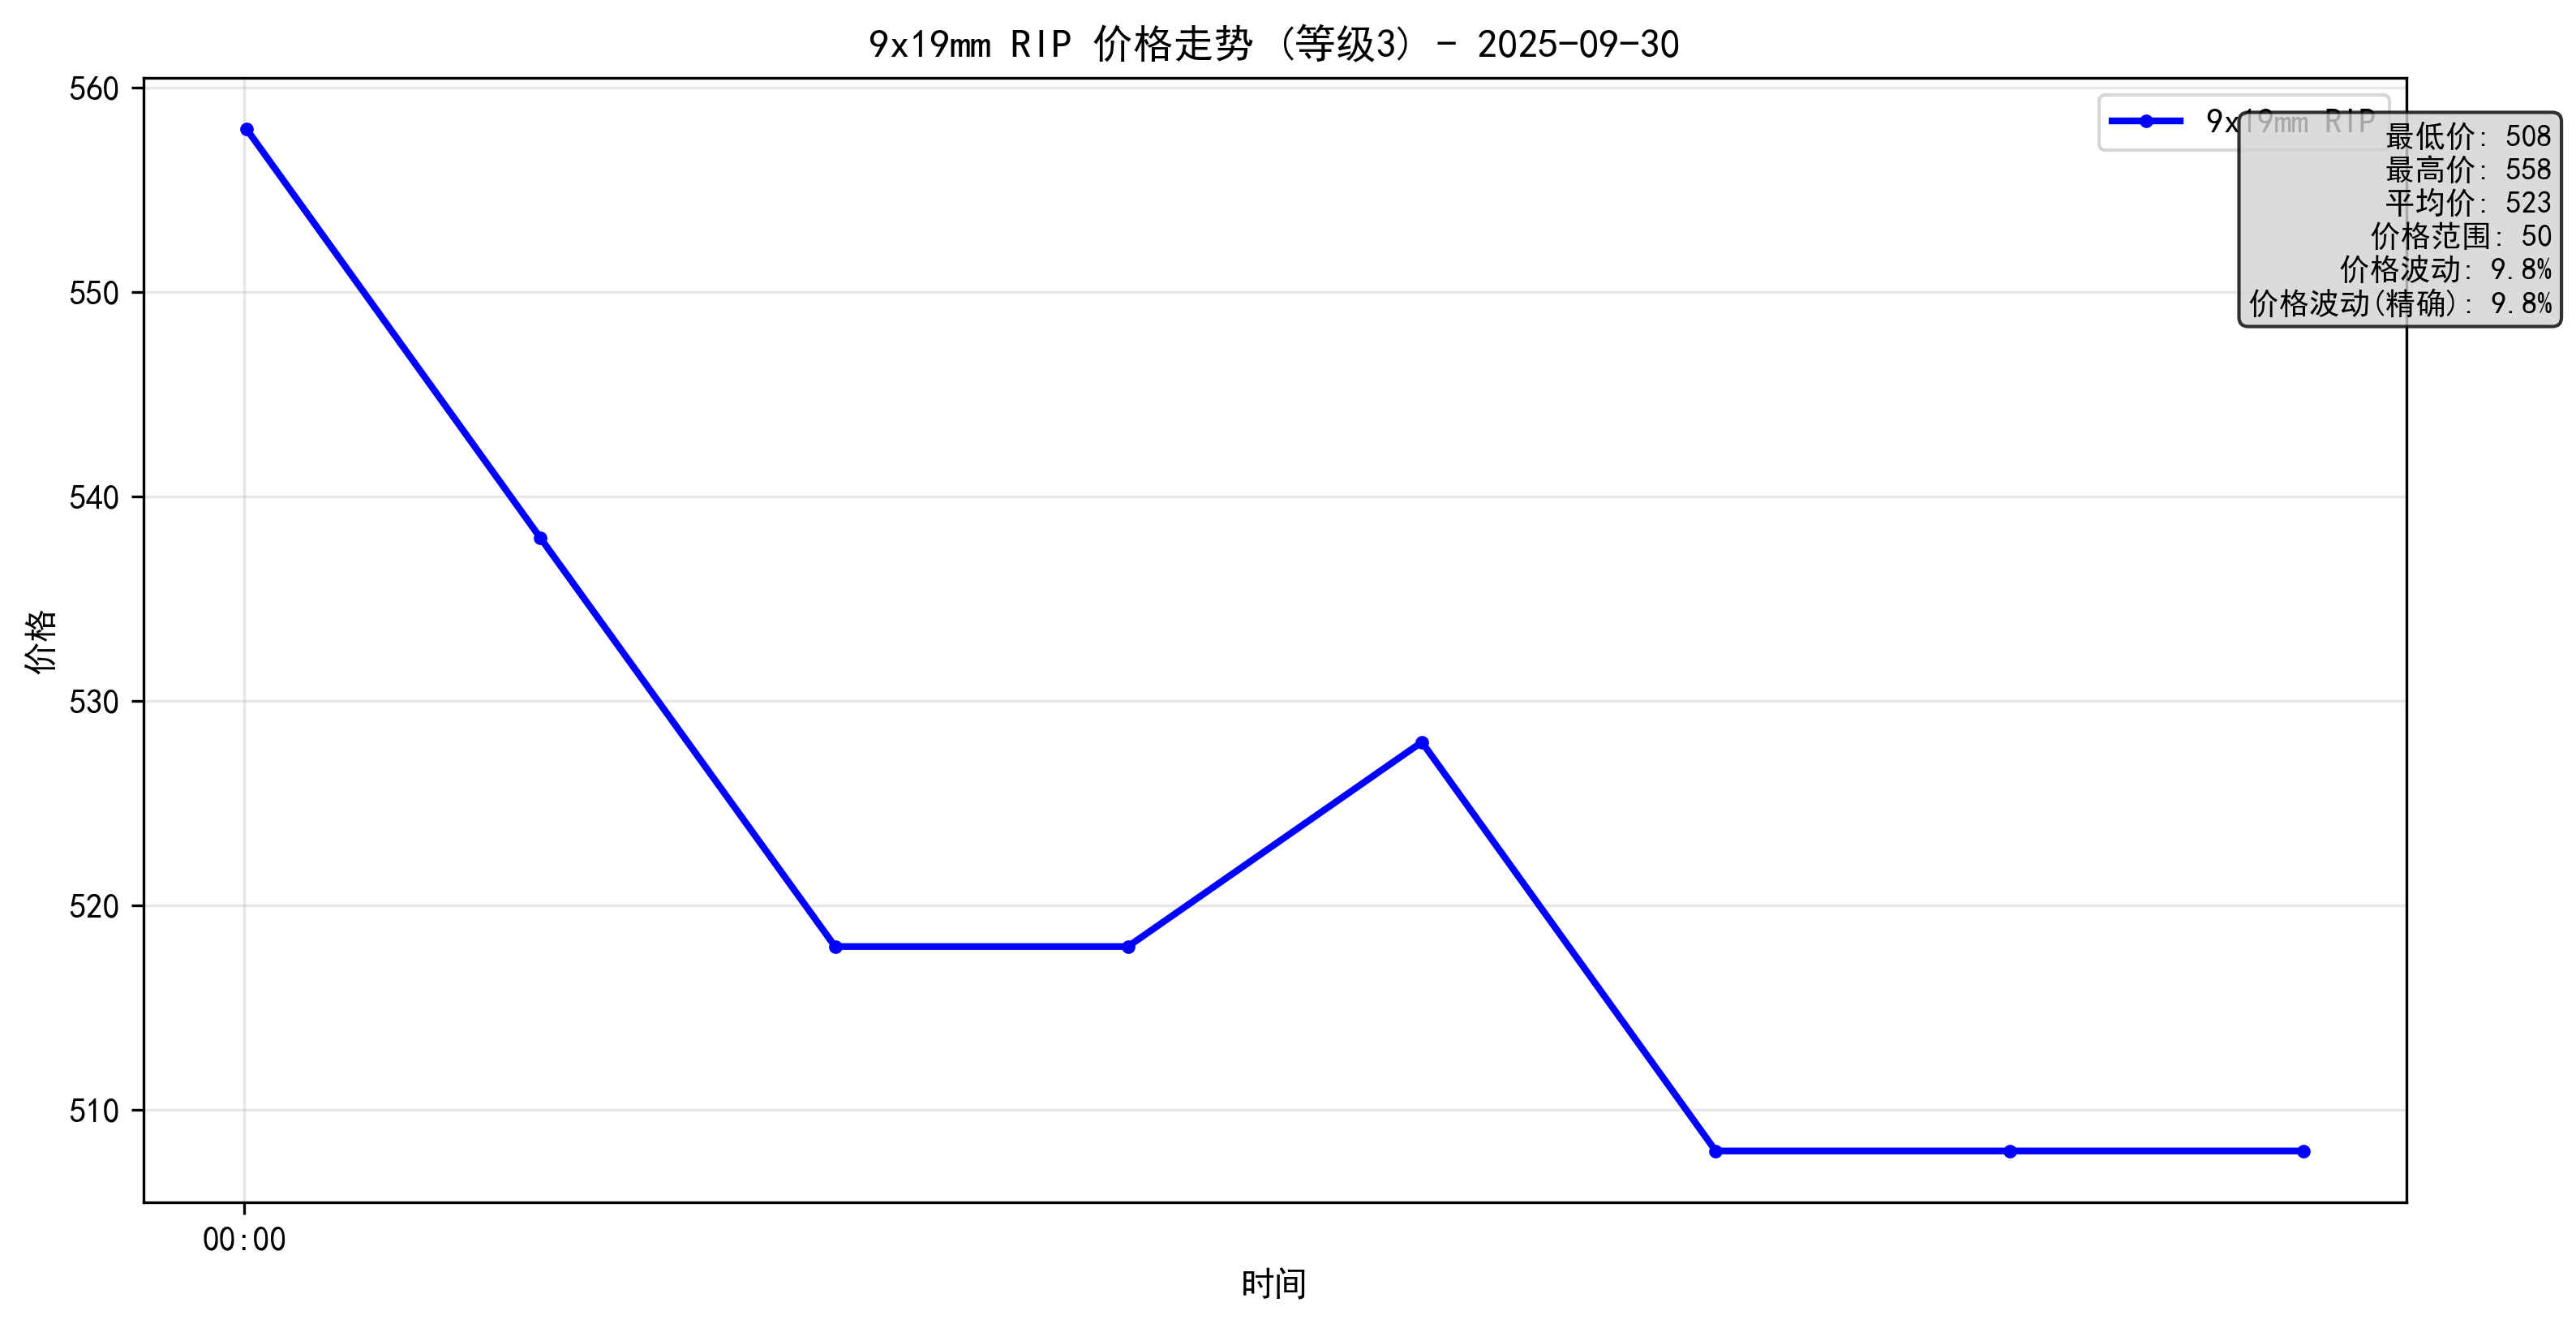 9x19mm RIP 价格走势 (等级3) - 2025-09-30
560
550
540
530
520
510
价格
9x19mm RIP
最低价: 508
最高价: 558
平均价: 523
价格范围: 50
价格波动: 9.8%
价格波动(精确): 9.8%
00:00
时间